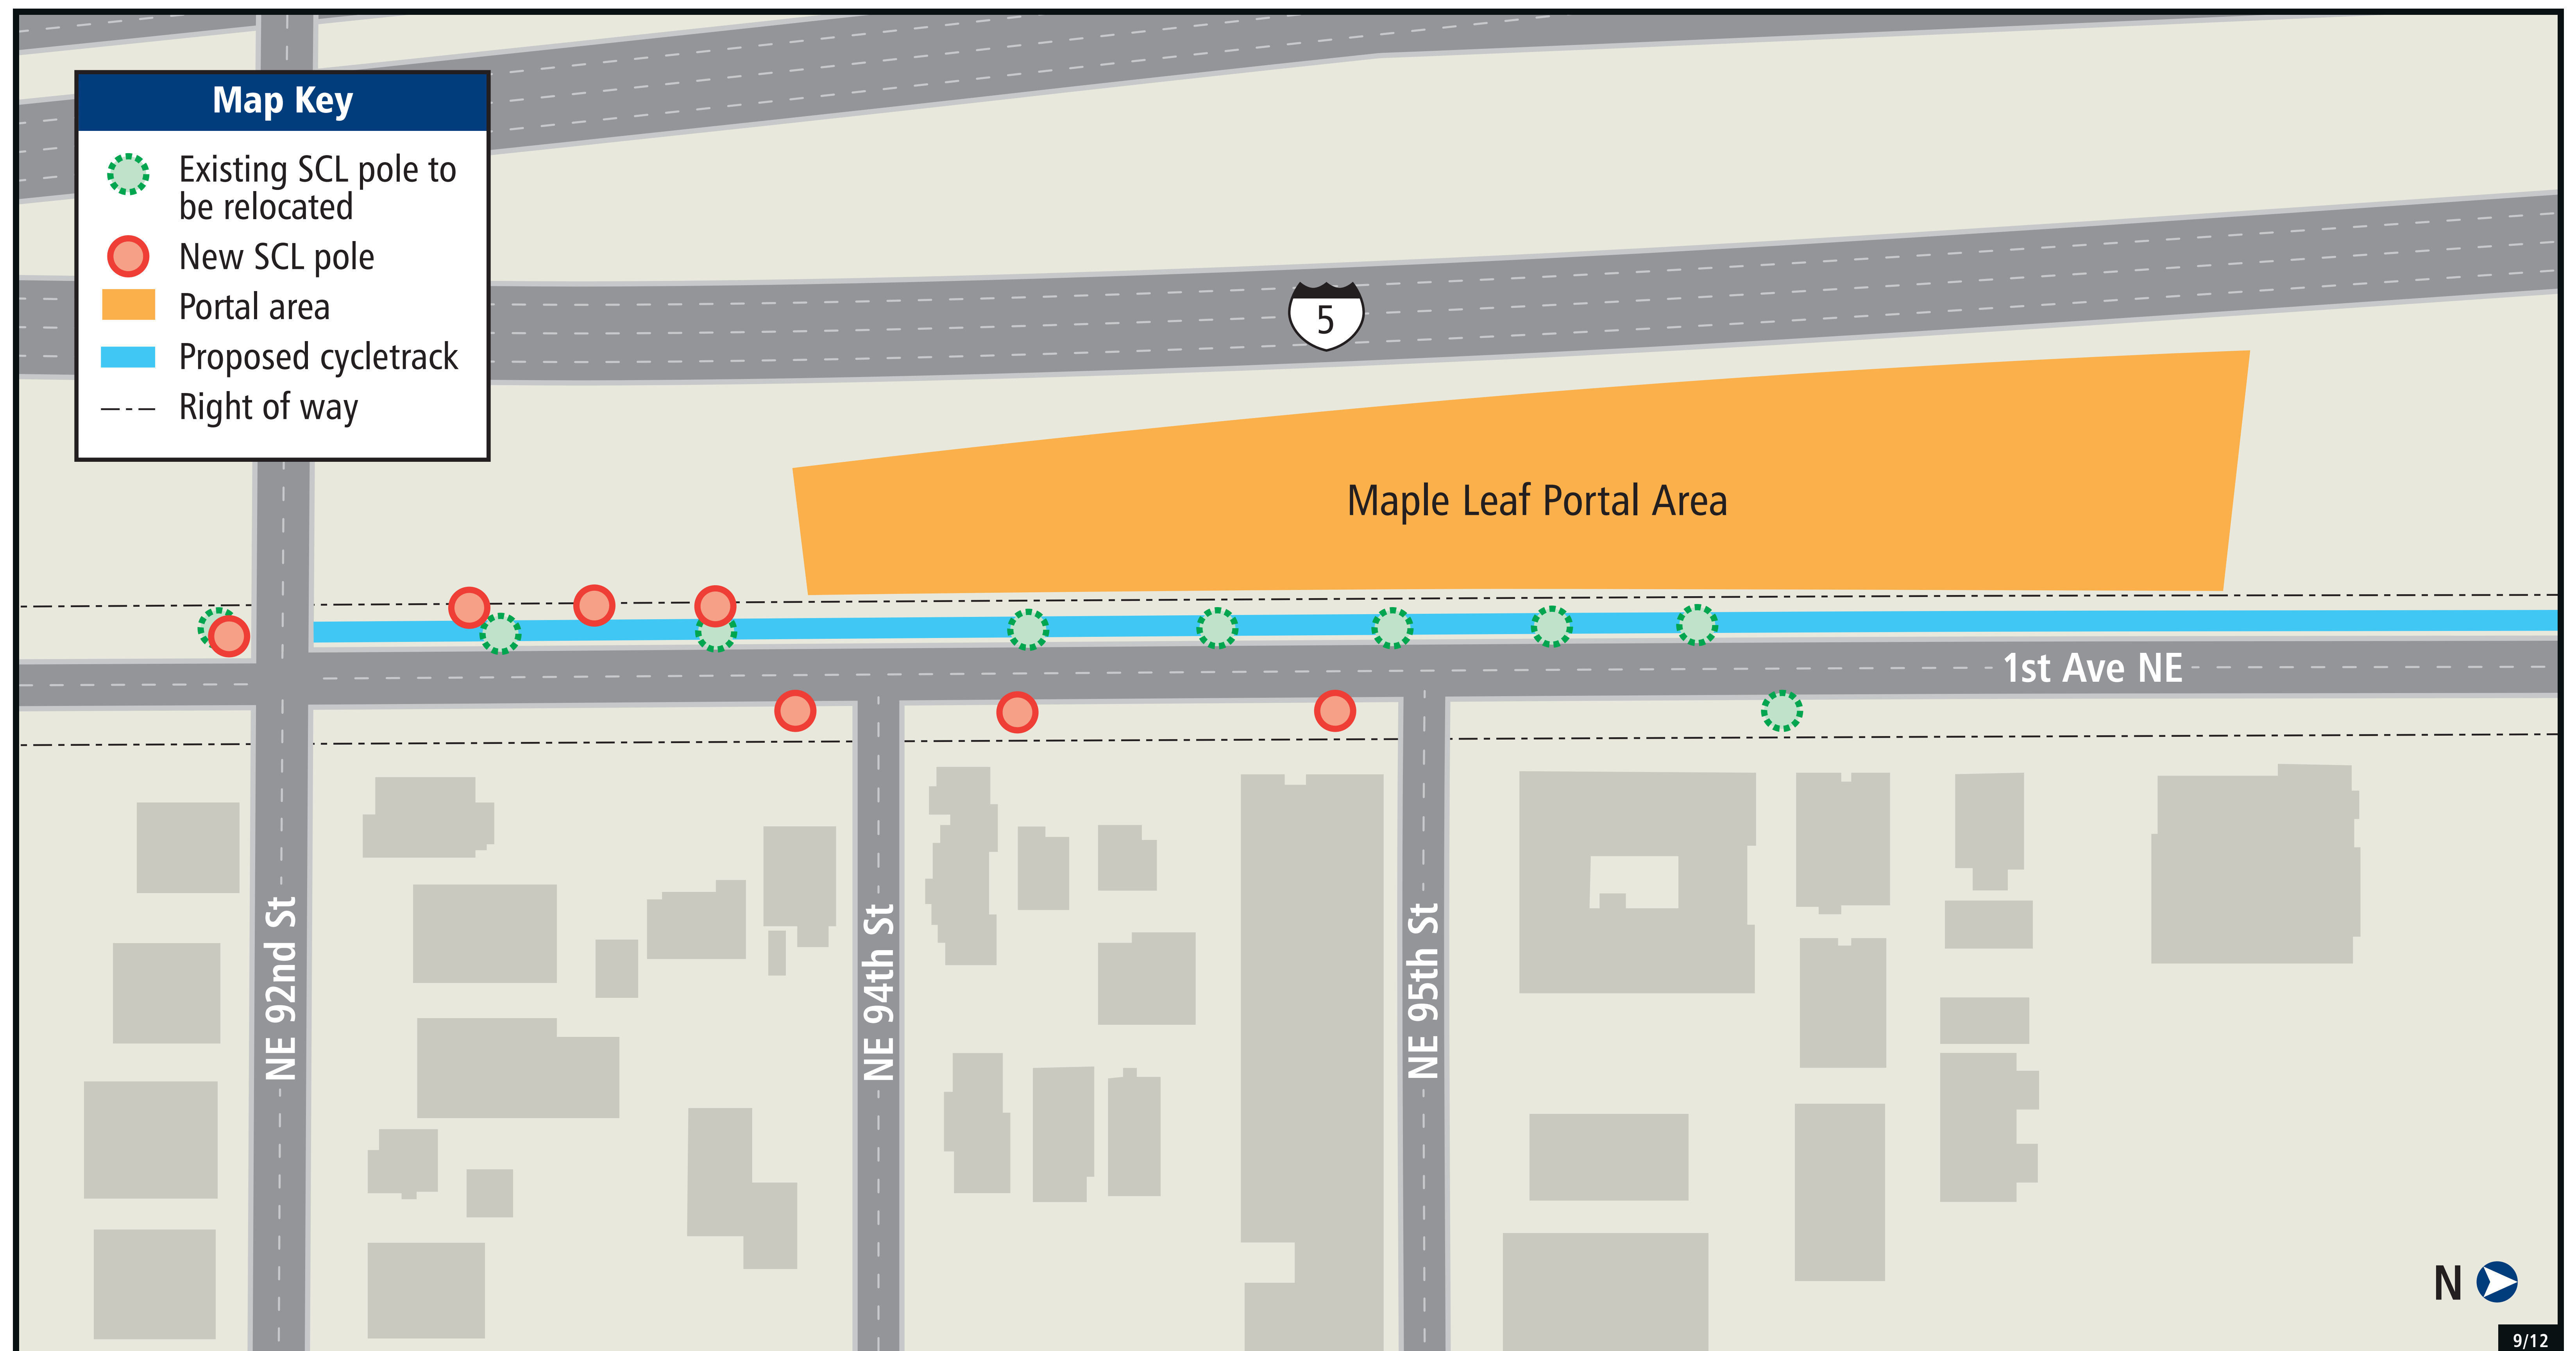 Map Key
Existing SCL pole to
be relocated
New SCL pole
Portal area
Proposed cycletrack
Right of way
5
Maple Leaf Portal Area
1st Ave NE
NE 92nd St
NE 94th St
NE 95th St
N
9/12